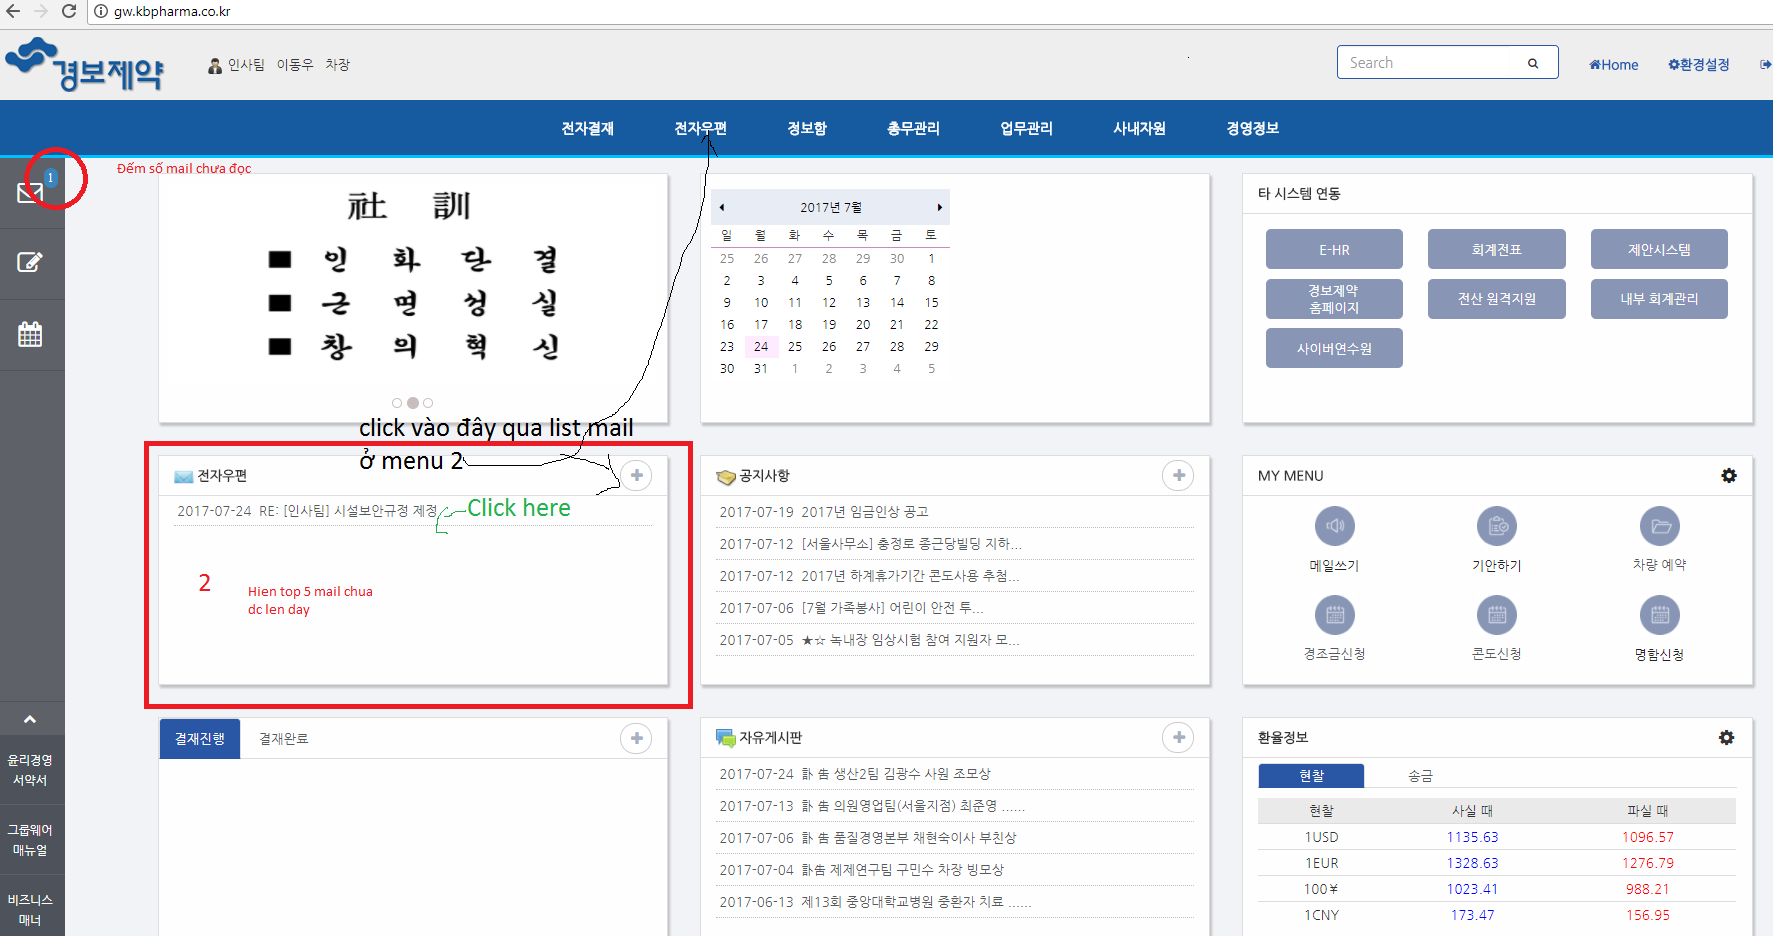 gw.kbpharma.co.kr
경보제약
인사팀 이동우 차장
Search
Home
환경설정
전자결재 전자우편 정보함 총무관리 업무관리 사내자원 경영정보
1
Đếm số mail chưa đọc
社 訓
■ 인 화 단 결
■ 근 면 성 실
■ 창 의 혁 신
2017년 7월
일 월 화 수 목 금 토
25 26 27 28 29 30 1
2 3 4 5 6 7 8
9 10 11 12 13 14 15
16 17 18 19 20 21 22
23 24 25 26 27 28 29
30 31 1 2 3 4 5
타 시스템 연동
E-HR 회계전표 제안시스템
경보제약
홈페이지
전산 원격지원 내부 회계관리
사이버연수원
click vào đây qua list mail
ở menu 2
전자우편
2017-07-24 RE: [인사팀] 시설보안규정 제정
Click here
2
Hien top 5 mail chua
dc len day
공지사항
2017-07-19 2017년 임금인상 공고
2017-07-12 [서울사무소] 충정로 종근당빌딩 지하...
2017-07-12 2017년 하계휴가기간 콘도사용 추첨...
2017-07-06 [7월 가족봉사] 어린이 안전 투...
2017-07-05 ★☆ 녹내장 임상시험 참여 지원자 모...
MY MENU
메일쓰기 기안하기 차량 예약
경조금신청 콘도신청 명함신청
윤리경영
서약서
그룹웨어
매뉴얼
비즈니스
매너
결재진행 결재완료
자유게시판
2017-07-24 訃 告 생산2팀 김광수 사원 조모상
2017-07-13 訃 告 의원영업팀(서울지점) 최준영 ......
2017-07-06 訃 告 품질경영본부 채현숙이사 부친상
2017-07-04 訃告 제제연구팀 구민수 차장 빙모상
2017-06-13 제13회 중앙대학교병원 중환자 치료 ......
환율정보
현찰 송금
현찰 사실 때 파실 때
1USD 1135.63 1096.57
1EUR 1328.63 1276.79
100¥ 1023.41 988.21
1CNY 173.47 156.95